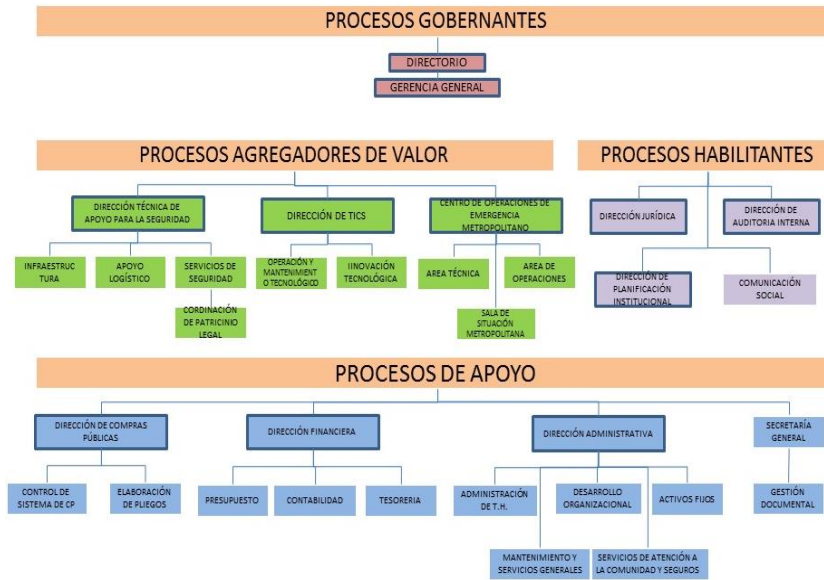 PROCESOS GOBERNANTES
DIRECTORIO
GERENCIA GENERAL
PROCESOS AGREGADORES DE VALOR
PROCESOS HABILITANTES
DIRECCIÓN TÉCNICA DE
APOYO PARA LA SEGURIDAD
DIRECCIÓN DE TICS
CENTRO DE OPERACIONES DE
EMERGENCIA
METROPOLITANO
DIRECCIÓN JURÍDICA
DIRECCIÓN DE
AUDITORIA INTERNA
INFRAESTRUC
TURA
APOYO
LOGÍSTICO
SERVICIOS DE
SEGURIDAD
OPERACIÓN Y
MANTENIMIENT
O TECNOLÓGICO
IINOVACIÓN
TECNOLÓGICA
AREA TÉCNICA
AREA DE
OPERACIONES
DIRECCIÓN DE
PLANIFICACIÓN
INSTITUCIONAL
COMUNICACIÓN
SOCIAL
CORDINACIÓN
DE PATRICINIO
LEGAL
SALA DE
SITUACIÓN
METROPOLITANA
PROCESOS DE APOYO
DIRECCIÓN DE COMPRAS
PÚBLICAS
DIRECCIÓN FINANCIERA
DIRECCIÓN ADMINISTRATIVA
SECRETARÍA
GENERAL
CONTROL DE
SISTEMA DE CP
ELABORACIÓN
DE PLIEGOS
PRESUPUESTO
CONTABILIDAD
TESORERIA
ADMINISTRACIÓN
DE T.H.
DESARROLLO
ORGANIZACIONAL
ACTIVOS FIJOS
GESTIÓN
DOCUMENTAL
MANTENIMIENTO Y
SERVICIOS GENERALES
SERVICIOS DE ATENCIÓN A
LA COMUNIDAD Y SEGUROS